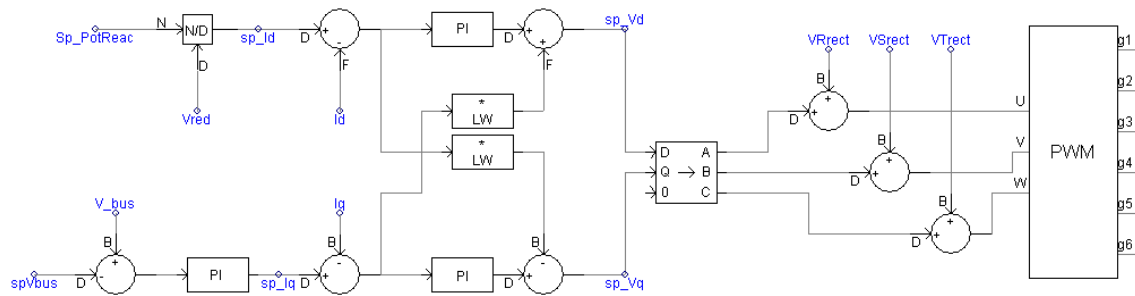 N
N/D
Sp_PotReac
sp_Id
D
D
+
-
F
PI
D
+
+
F
sp_Vd
VRrect
VSrect
VTrect
g1
Vred
Id
*
LW
*
LW
B
+
D
+
U
g2
g3
D
A
Q
B
0
C
B
+
D
+
V
PWM
g4
W
V_bus
B
+
spVbus
D
-
PI
sp_Iq
Iq
B
-
D
+
PI
D
+
B
-
sp_Vq
B
+
D
+
g5
g6